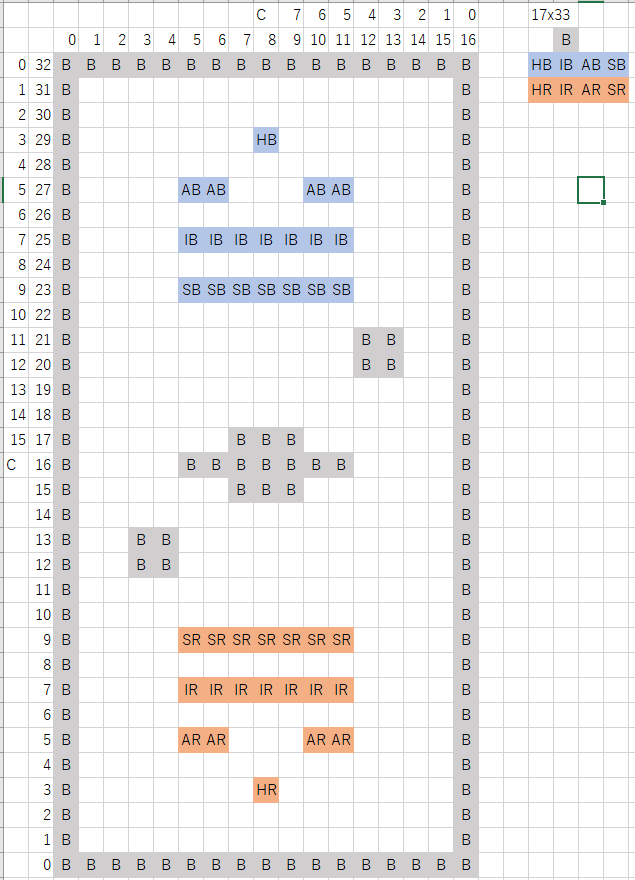 C 7 6 5 4 3 2 1 0 17x33
0 1 2 3 4 5 6 7 8 9 10 11 12 13 14 15 16 B
0 32 B B B B B B B B B B B B B B B B B HB IB AB SB
1 31 B B HR IR AR SR
2 30 B B
3 29 B HB B
4 28 B B
5 27 B AB AB AB AB B
6 26 B B
7 25 B IB IB IB IB IB IB IB B
8 24 B B
9 23 B SB SB SB SB SB SB SB B
10 22 B B
11 21 B B B B
12 20 B B B B
13 19 B B
14 18 B B
15 17 B B B B B
C 16 B B B B B B B B B
15 B B B B B
14 B B
13 B B B B
12 B B B B
11 B B
10 B B
9 B SR SR SR SR SR SR SR B
8 B B
7 B IR IR IR IR IR IR IR B
6 B B
5 B AR AR AR AR B
4 B B
3 B HR B
2 B B
1 B B
0 B B B B B B B B B B B B B B B B B